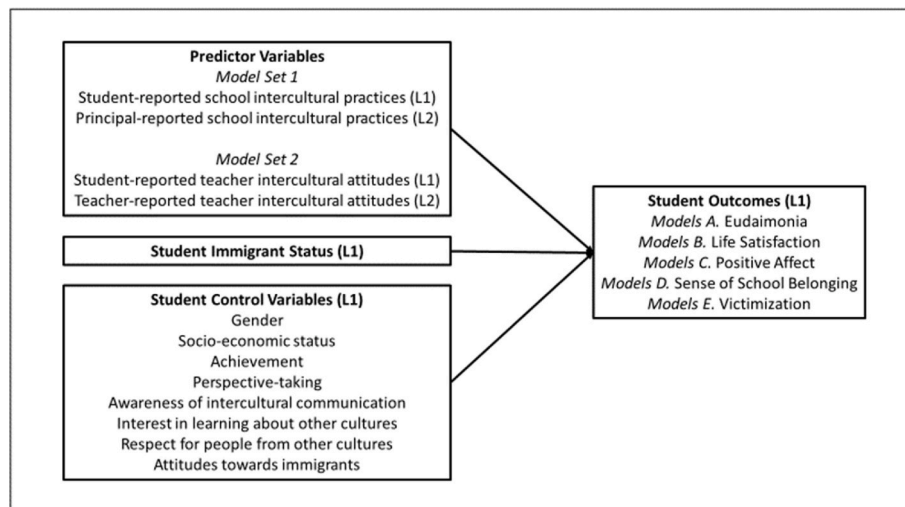 Predictor Variables
Model Set 1
Student-reported school intercultural practices (L1)
Principal-reported school intercultural practices (L2)
Model Set 2
Student-reported teacher intercultural attitudes (L1)
Teacher-reported teacher intercultural attitudes (L2)
Student Immigrant Status (L1)
Student Control Variables (L1)
Gender
Socio-economic status
Achievement
Perspective-taking
Awareness of intercultural communication
Interest in learning about other cultures
Respect for people from other cultures
Attitudes towards immigrants
Student Outcomes (L1)
Models A. Eudaimonia
Models B. Life Satisfaction
Models C. Positive Affect
Models D. Sense of School Belonging
Models E. Victimization